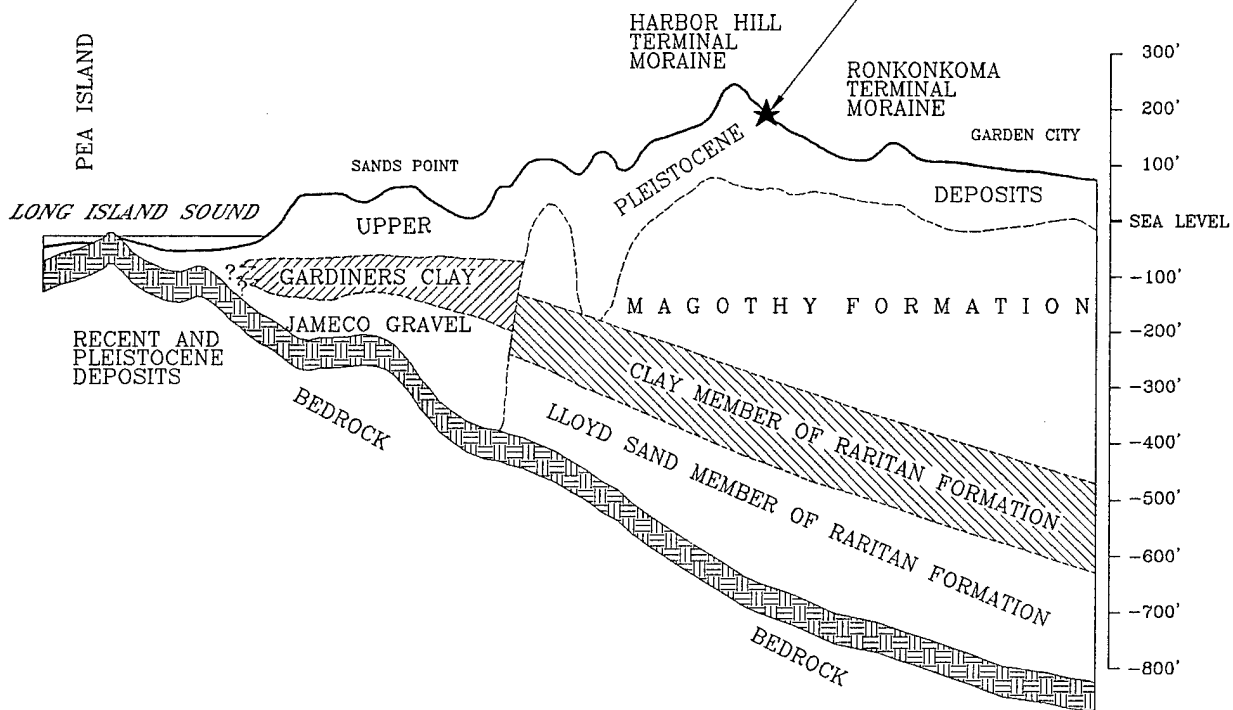 HARBOR HILL
TERMINAL
MORAINE
RONKONKOMA
TERMINAL
MORAINE
GARDEN CITY
PEA ISLAND
SANDS POINT
LONG ISLAND SOUND
UPPER
PLEISTOCENE
DEPOSITS
? ?
GARDINERS CLAY
JAMECO GRAVEL
MAGOTHY FORMATION
RECENT AND
PLEISTOCENE
DEPOSITS
BEDROCK
CLAY MEMBER OF RARITAN FORMATION
LLOYD SAND MEMBER OF RARITAN FORMATION
BEDROCK
300'
200'
100'
SEA LEVEL
-100'
-200'
-300'
-400'
-500'
-600'
-700'
-800'